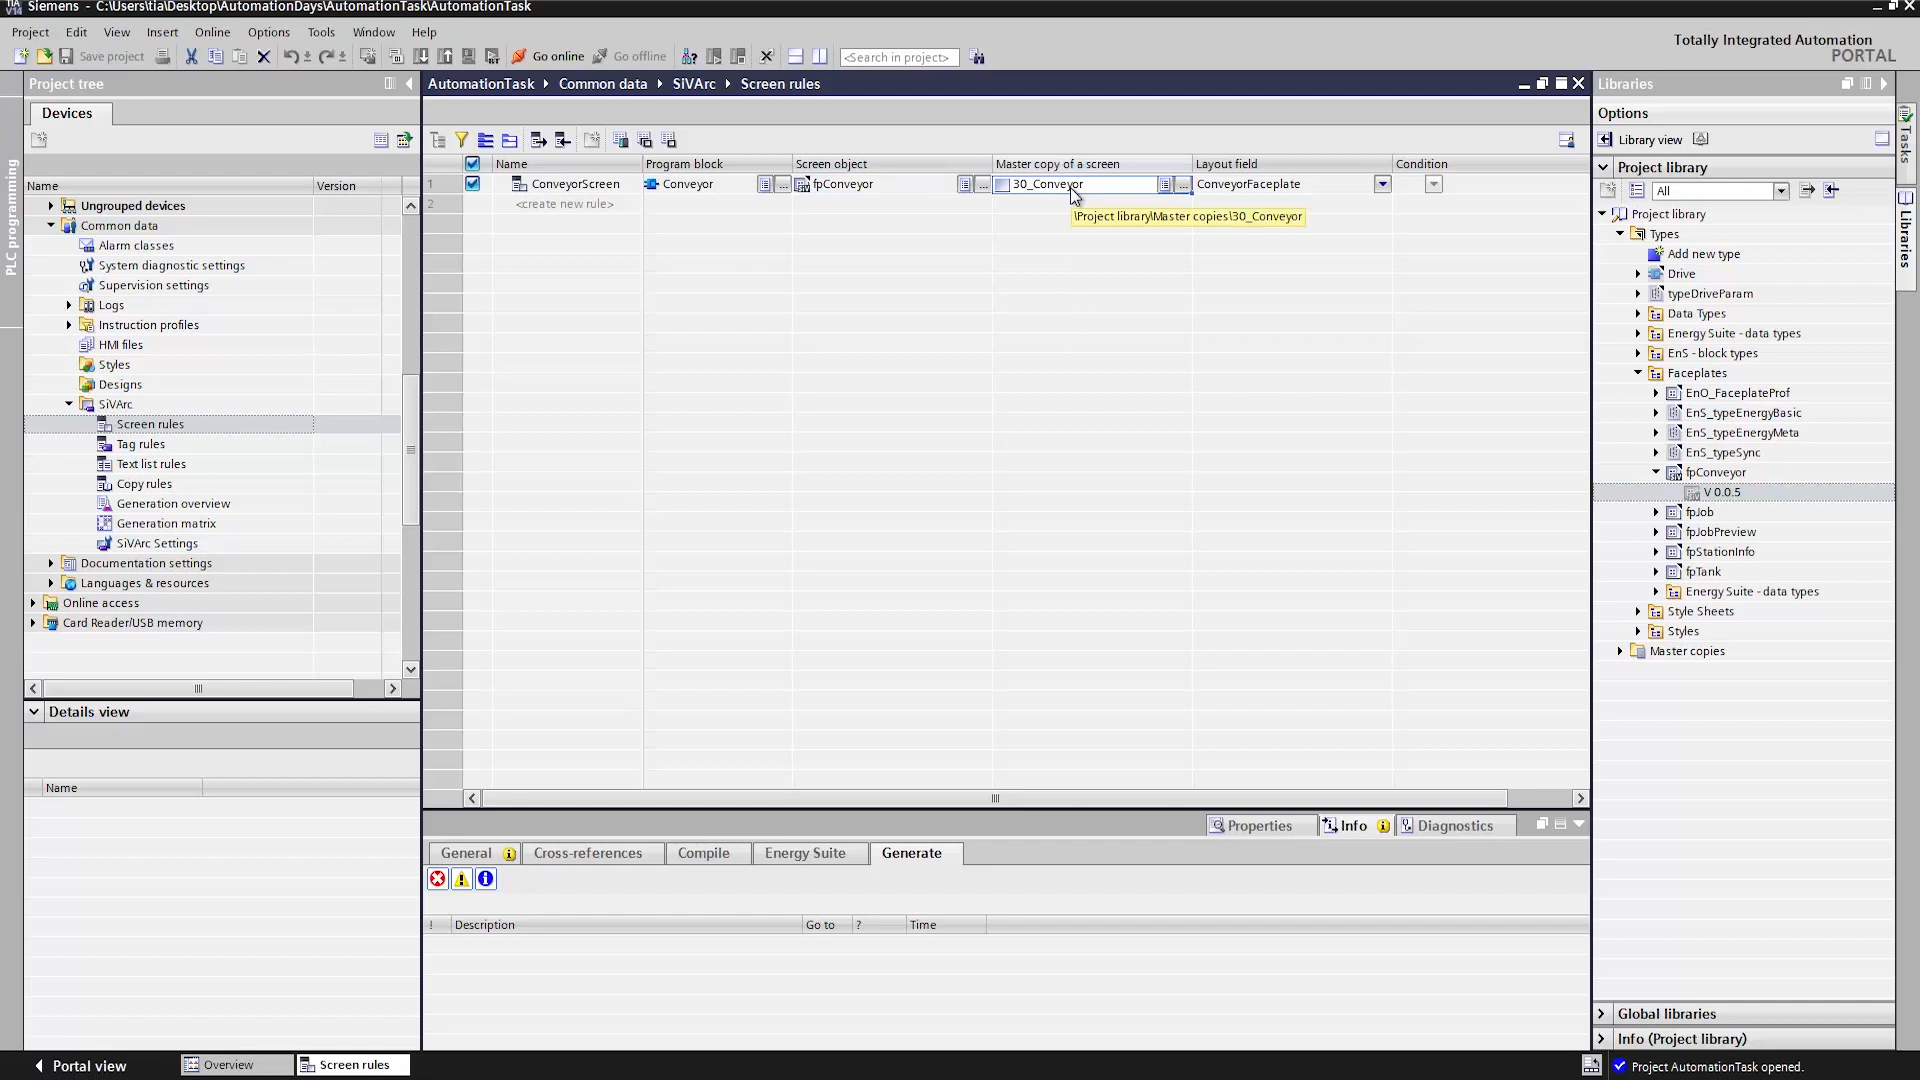 TIA V14 Siemens - C:\Users\tia\Desktop\AutomationDays\AutomationTask\AutomationTask
Project Edit View Insert Online Options Tools Window Help
Totally Integrated Automation
PORTAL
Save project Go online Go offline <Search in project>
Project tree
Devices
Name Version
Ungrouped devices
Common data
Alarm classes
System diagnostic settings
Supervision settings
Logs
Instruction profiles
HMI files
Styles
Designs
SiVArc
Screen rules
Tag rules
Text list rules
Copy rules
Generation overview
Generation matrix
SiVArc Settings
Documentation settings
Languages & resources
Online access
Card Reader/USB memory
Details view
Name
PLC programming
AutomationTask Common data SiVArc Screen rules
Name Program block Screen object Master copy of a screen Layout field Condition
1 ConveyorScreen Conveyor ... fpConveyor ... 30_Conveyor ... ConveyorFaceplate
2 <create new rule>
\Project library\Master copies\30_Conveyor
Properties Info Diagnostics
General Cross-references Compile Energy Suite Generate
! Description Go to ? Time
Libraries
Options
Library view
Project library
All
Project library
Types
Add new type
Drive
typeDriveParam
Data Types
Energy Suite - data types
EnS - block types
Faceplates
EnO_FaceplateProf
EnS_typeEnergyBasic
EnS_typeEnergyMeta
EnS_typeSync
fpConveyor
V 0.0.5
fpJob
fpJobPreview
fpStationInfo
fpTank
Energy Suite - data types
Style Sheets
Styles
Master copies
Global libraries
Info (Project library)
Tasks
Libraries
Portal view Overview Screen rules Project AutomationTask opened.